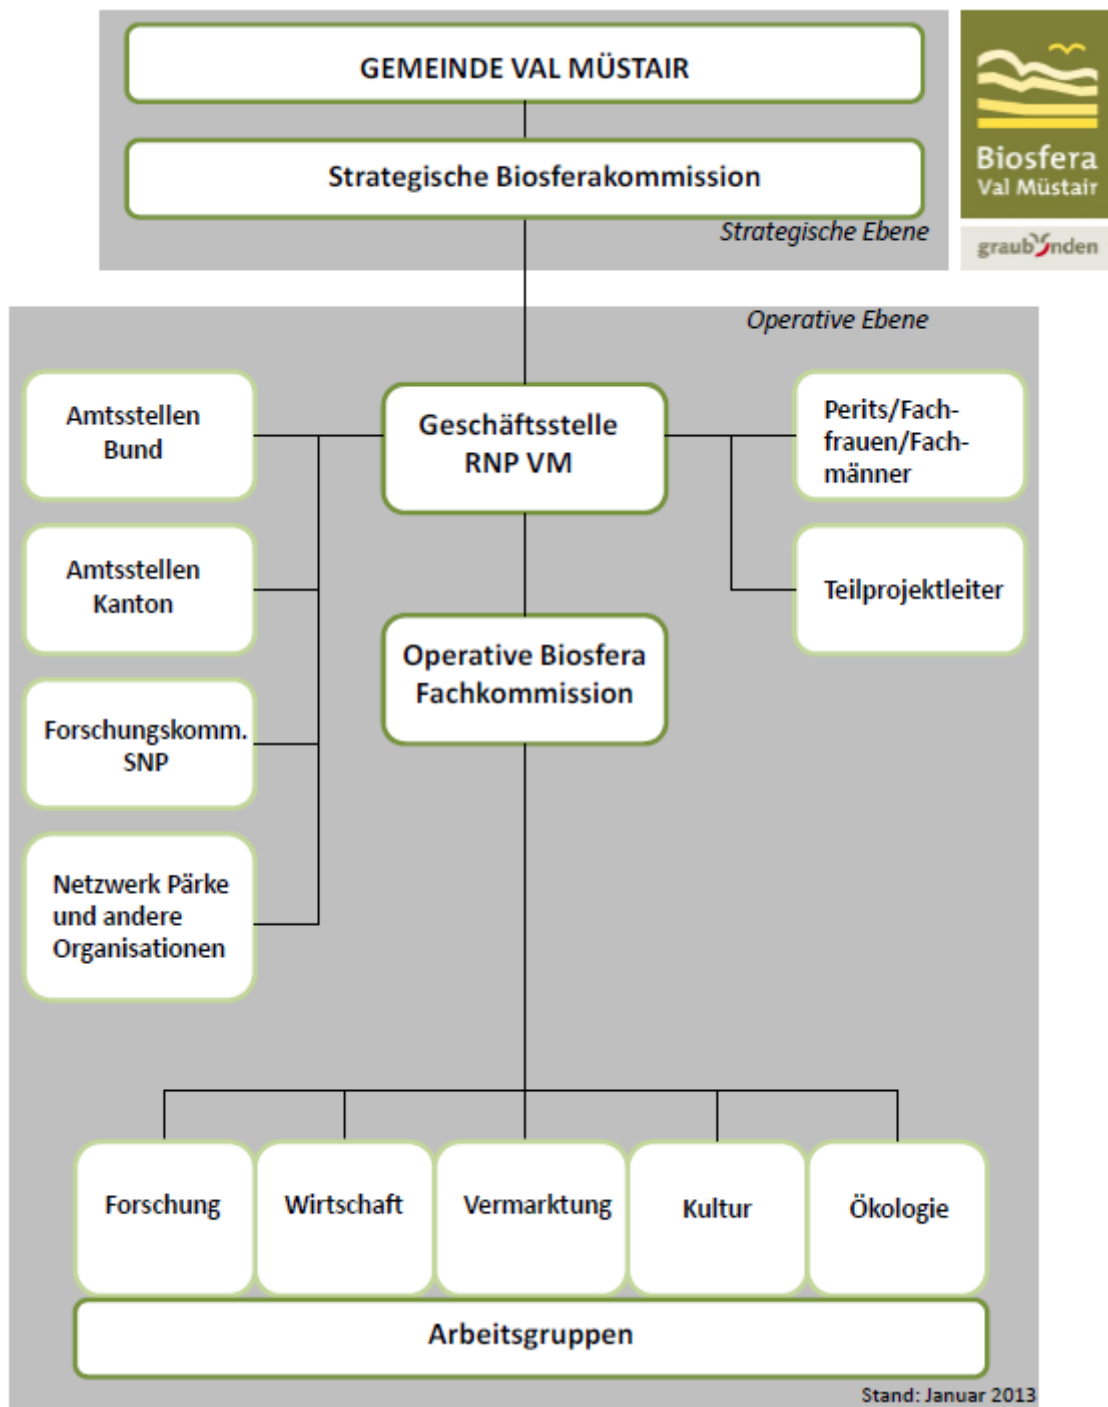 GEMEINDE VAL MÜSTAIR
Strategische Biosferakommission
Strategische Ebene
Biosfera
Val Müstair
graubünden
Operative Ebene
Amtsstellen
Bund
Geschäftsstelle
RNP VM
Perits/Fach-
frauen/Fach-
männer
Amtsstellen
Kanton
Teilprojektleiter
Operative Biosfera
Fachkommission
Forschungskomm.
SNP
Netzwerk Pärke
und andere
Organisationen
Forschung
Wirtschaft
Vermarktung
Kultur
Ökologie
Arbeitsgruppen
Stand: Januar 2013